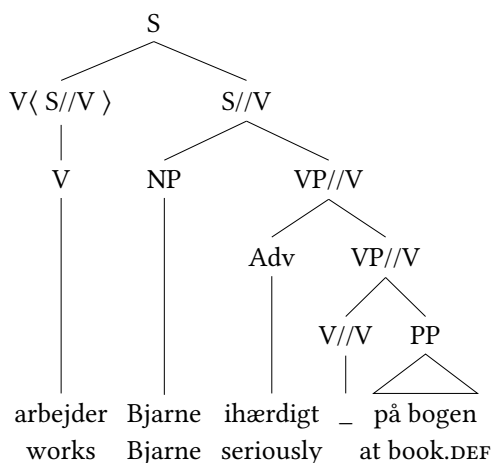 S
V⟨ S//V ⟩ S//V
V NP VP//V
Adv VP//V
V//V PP
arbejder Bjarne ihærdigt _ på bogen
works Bjarne seriously at book.DEF